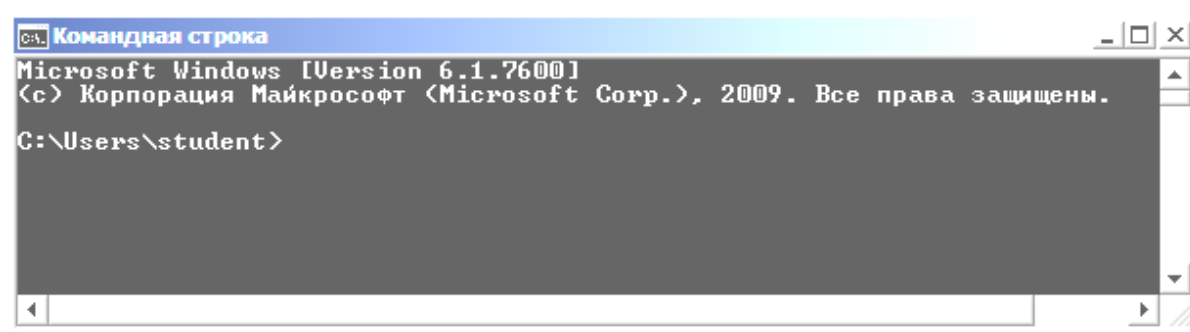 Командная строка
Microsoft Windows [Version 6.1.7600]
(c) Корпорация Майкрософт (Microsoft Corp.), 2009. Все права защищены.
C:\Users\student>